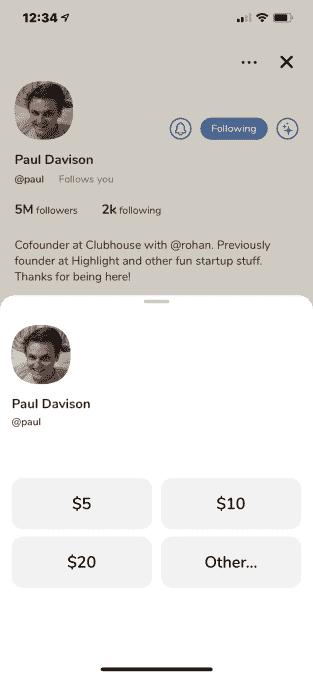 12:34
Paul Davison
@paul Follows you
Following
5M followers 2k following
Cofounder at Clubhouse with @rohan. Previously
founder at Highlight and other fun startup stuff.
Thanks for being here!
Paul Davison
@paul
$5 $10
$20 Other...